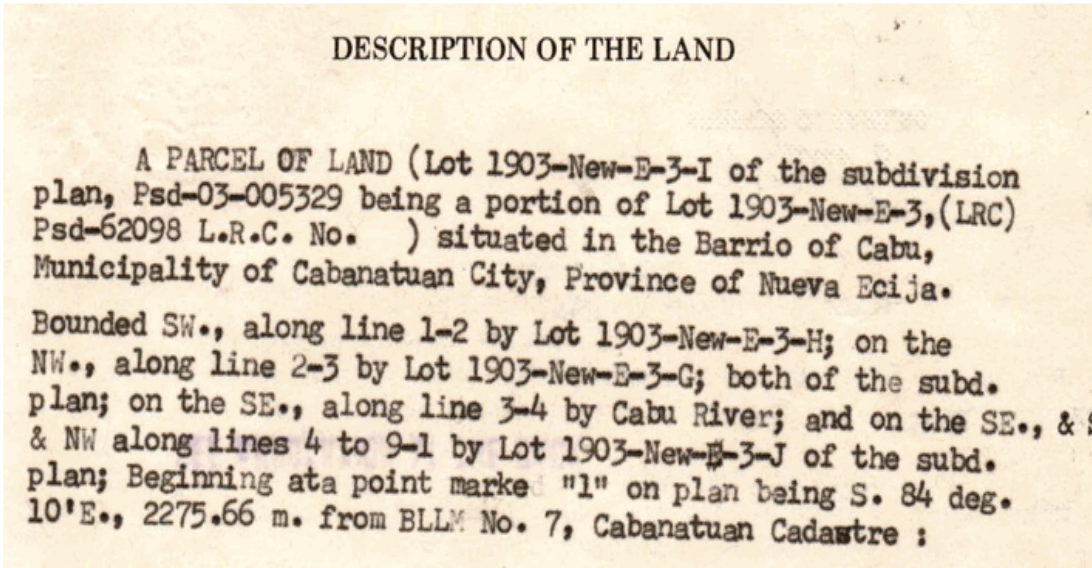 DESCRIPTION OF THE LAND
A PARCEL OF LAND (Lot 1903-New-E-3-I of the subdivision
plan, Psd-03-005329 being a portion of Lot 1903-New-E-3,(LRC)
Psd-62098 L.R.C. No. ) situated in the Barrio of Cabu,
Municipality of Cabanatuan City, Province of Nueva Ecija.
Bounded SW., along line 1-2 by Lot 1903-New-E-3-H; on the
NW., along line 2-3 by Lot 1903-New-E-3-G; both of the subd.
plan; on the SE., along line 3-4 by Cabu River; and on the SE., &
& NW along lines 4 to 9-1 by Lot 1903-New-E-3-J of the subd.
plan; Beginning ata point marke "1" on plan being S. 84 deg.
10'E., 2275.66 m. from BLLM No. 7, Cabanatuan Cadastre :